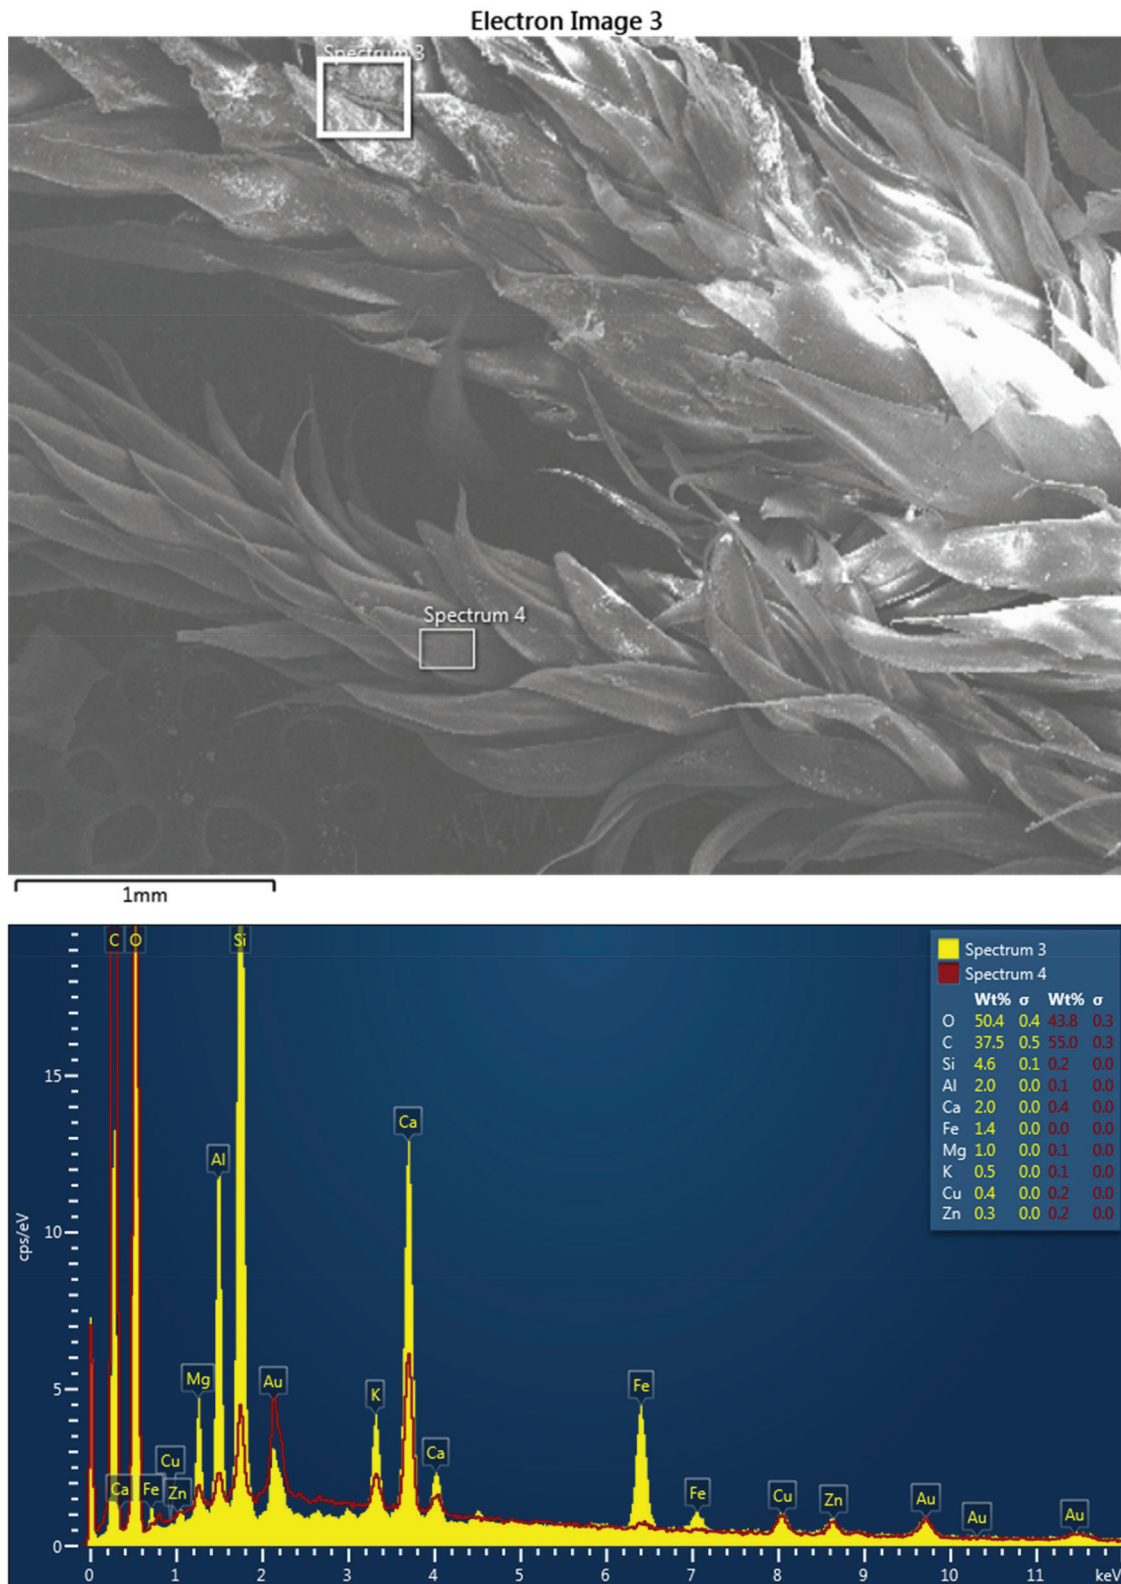 Electron Image 3
Spectrum 3
Spectrum 4
1mm
C O Si
Spectrum 3
Spectrum 4
Wt% σ Wt% σ
O 50.4 0.4 43.8 0.3
C 37.5 0.5 55.0 0.3
Si 4.6 0.1 0.2 0.0
Al 2.0 0.0 0.1 0.0
Ca 2.0 0.0 0.4 0.0
Fe 1.4 0.0 0.0 0.0
Mg 1.0 0.0 0.1 0.0
K 0.5 0.0 0.1 0.0
Cu 0.4 0.0 0.2 0.0
Zn 0.3 0.0 0.2 0.0
15
Ca
Al
10
cps/eV
5
Mg Au K Fe
Ca
Cu
Ca Fe Zn Fe Cu Zn Au Au Au
0
0 1 2 3 4 5 6 7 8 9 10 11 keV